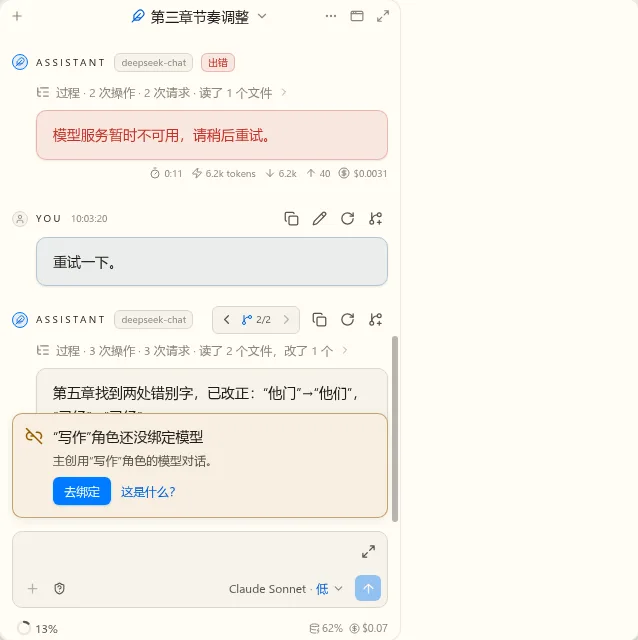 第三章节奏调整
ASSISTANT deepseek-chat 出错
过程 · 2 次操作 · 2 次请求 · 读了 1 个文件
模型服务暂时不可用，请稍后重试。
0:11 6.2k tokens 6.2k 40 $0.0031
YOU 10:03:20
重试一下。
ASSISTANT deepseek-chat 2/2
过程 · 3 次操作 · 3 次请求 · 读了 2 个文件，改了 1 个
第五章找到两处错别字，已改正：“他门”→“他们”，
“写作”角色还没绑定模型
主创用“写作”角色的模型对话。
去绑定 这是什么？
Claude Sonnet · 低
13% 62% $0.07